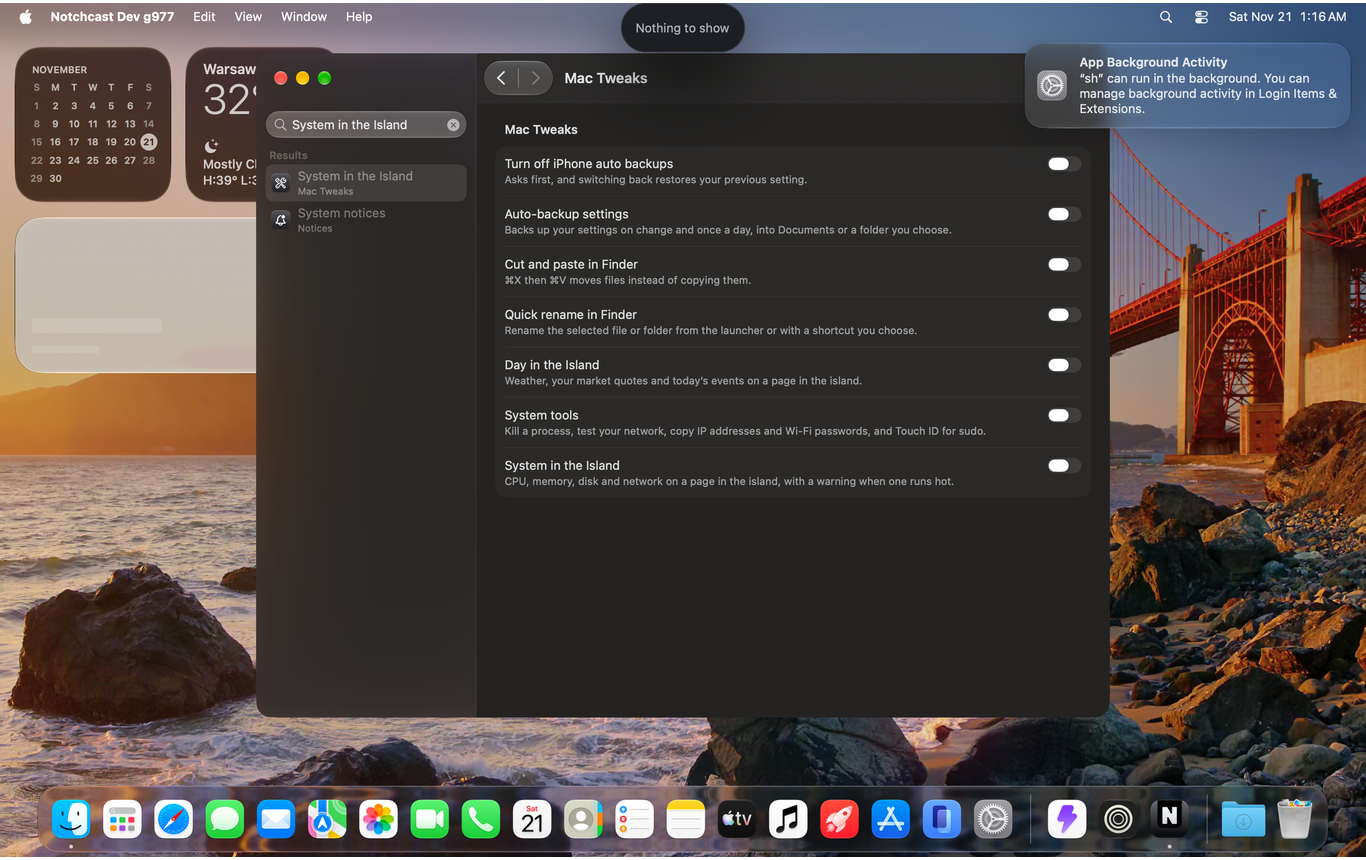 Notchcast Dev g977 Edit View Window Help
Nothing to show
Sat Nov 21 1:16 AM
NOVEMBER
S M T W T F S
1 2 3 4 5 6 7
8 9 10 11 12 13 14
15 16 17 18 19 20 21
22 23 24 25 26 27 28
29 30
Warsaw
32°
Mostly
H:39°
System in the Island
Results
System in the Island
Mac Tweaks
System notices
Notices
Mac Tweaks
Mac Tweaks
Turn off iPhone auto backups
Asks first, and switching back restores your previous setting.
Auto-backup settings
Backs up your settings on change and once a day, into Documents or a folder you choose.
Cut and paste in Finder
⌘X then ⌘V moves files instead of copying them.
Quick rename in Finder
Rename the selected file or folder from the launcher or with a shortcut you choose.
Day in the Island
Weather, your market quotes and today's events on a page in the island.
System tools
Kill a process, test your network, copy IP addresses and Wi-Fi passwords, and Touch ID for sudo.
System in the Island
CPU, memory, disk and network on a page in the island, with a warning when one runs hot.
App Background Activity
“sh” can run in the background. You can
manage background activity in Login Items &
Extensions.
Sat
21
tv
N